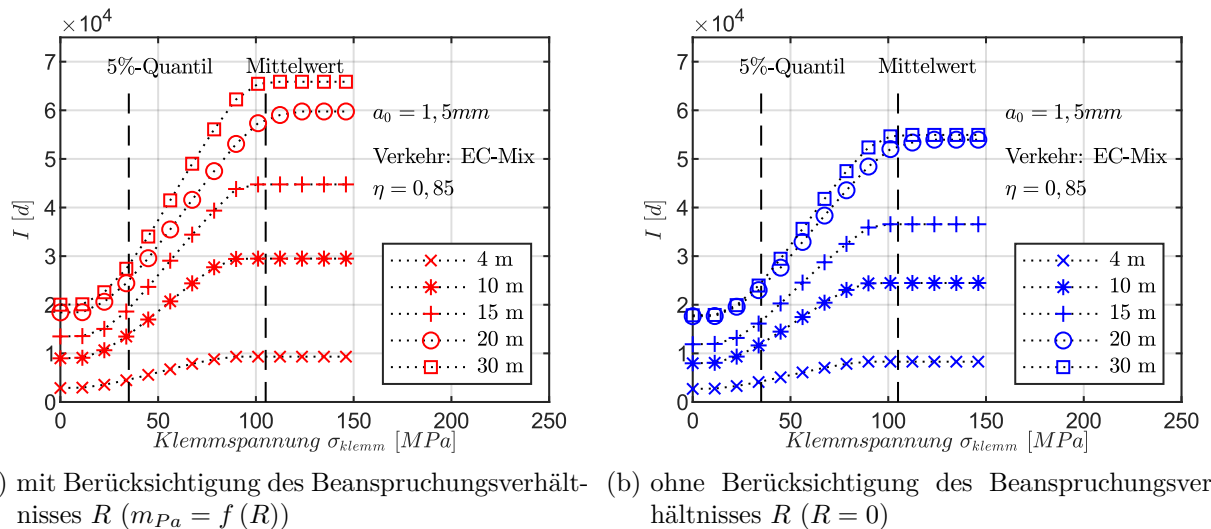 ×10⁴
7
6
5
4
3
2
1
0
I [d]
0 50 100 150 200 250
Klemmspannung σ_klemm [MPa]
5%-Quantil
Mittelwert
a₀ = 1,5mm
Verkehr: EC-Mix
η = 0,85
4 m
10 m
15 m
20 m
30 m
×10⁴
7
6
5
4
3
2
1
0
I [d]
0 50 100 150 200 250
Klemmspannung σ_klemm [MPa]
5%-Quantil
Mittelwert
a₀ = 1,5mm
Verkehr: EC-Mix
η = 0,85
4 m
10 m
15 m
20 m
30 m
) mit Berücksichtigung des Beanspruchungsverhält-
nisses R (m_Pa = f (R))
(b) ohne Berücksichtigung des Beanspruchungsver
hältnisses R (R = 0)